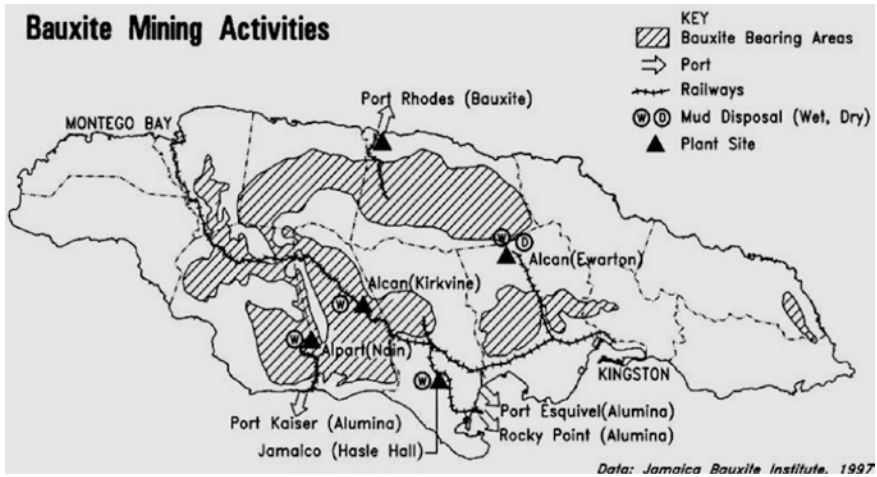 Bauxite Mining Activities
KEY
Bauxite Bearing Areas
Port
Railways
W D Mud Disposal (Wet, Dry)
Plant Site
Port Rhodes (Bauxite)
MONTEGO BAY
W D
Alcan(Ewarton)
Alcan(Kirkvine)
W
W
Alpart(Nain)
KINGSTON
W
Port Esquivel(Alumina)
Port Kaiser (Alumina)
Rocky Point (Alumina)
Jamalco (Hasle Hall)
Data: Jamaica Bauxite Institute, 1997